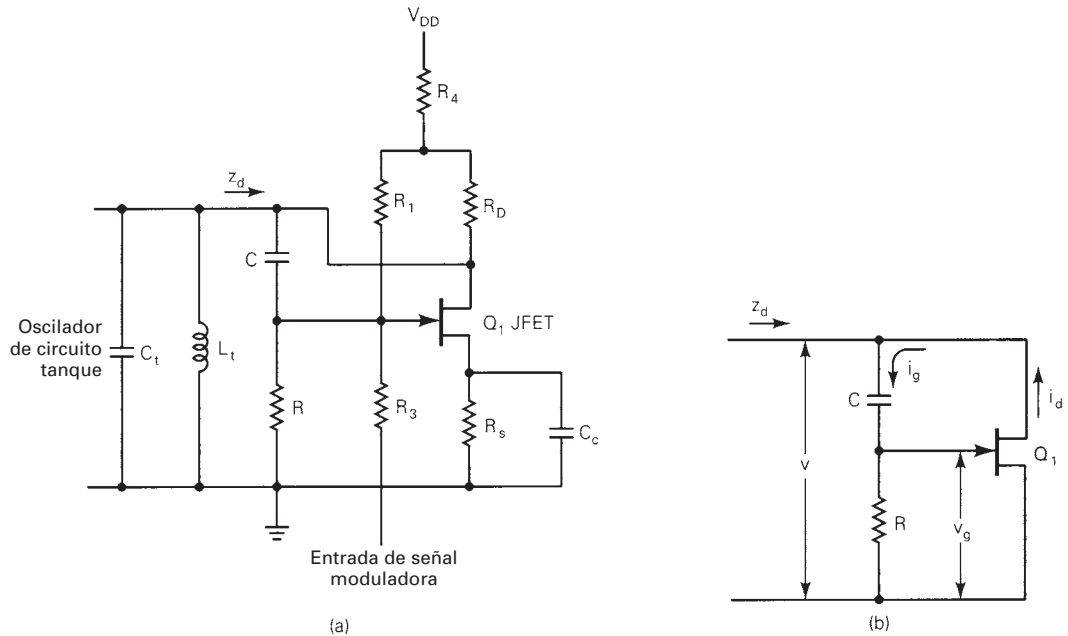 V_DD
R_4
z_d
R_1
R_D
C
Oscilador
de circuito
tanque
C_t
L_t
Q_1 JFET
R
R_3
R_s
C_c
Entrada de señal
moduladora
(a)
z_d
i_g
C
i_d
v
Q_1
R
v_g
(b)